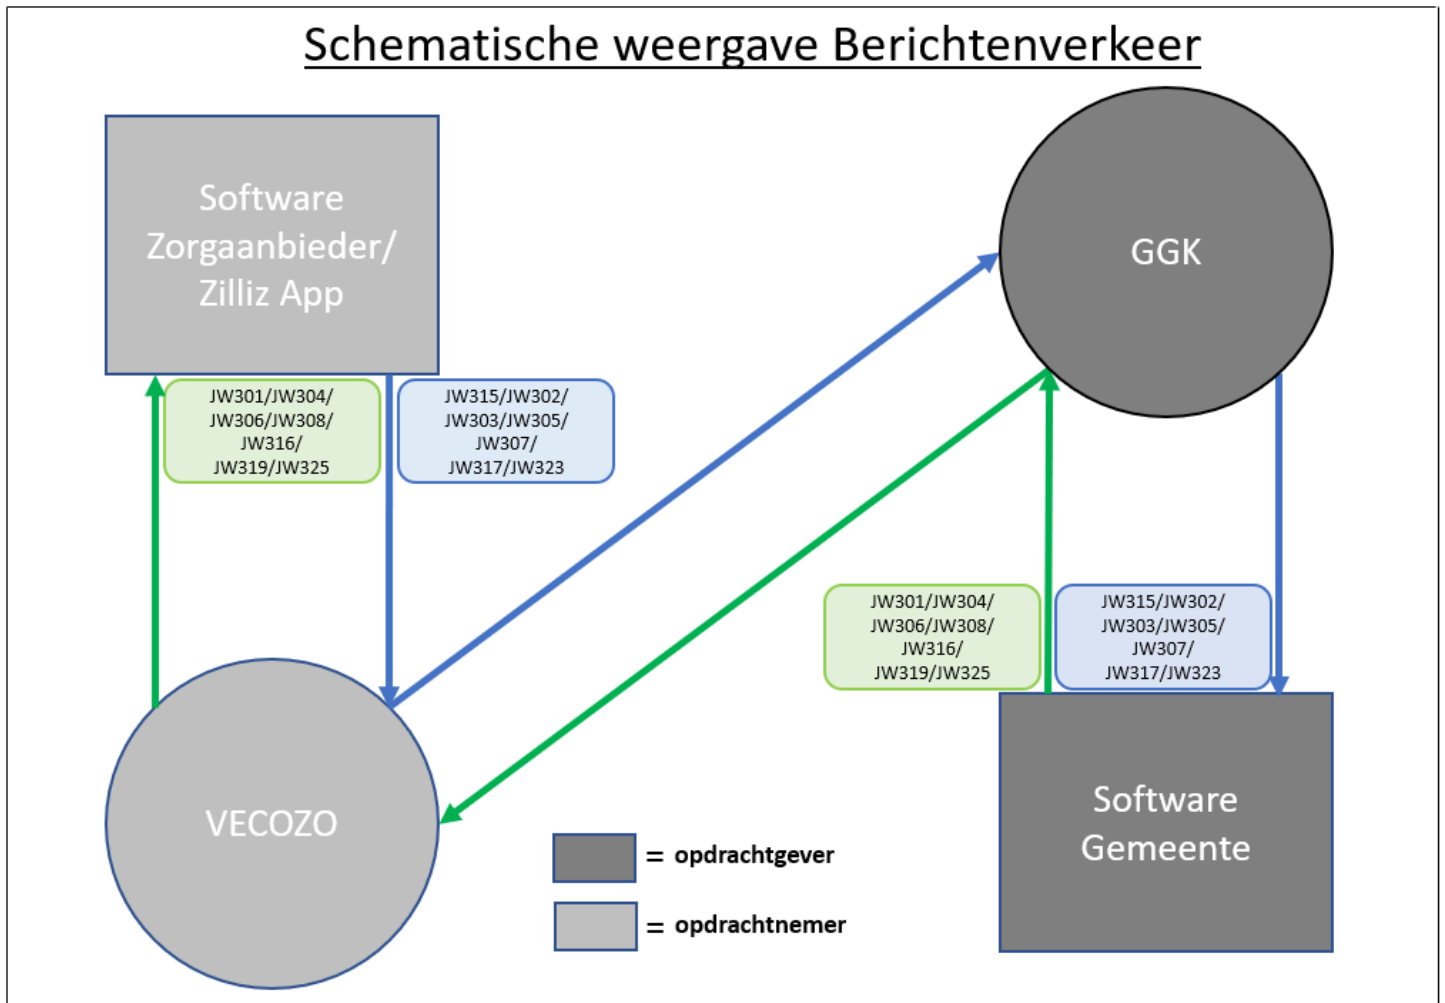 Schematische weergave Berichtenverkeer
Software
Zorgaanbieder/
Zilliz App
GGK
JW301/JW304/
JW306/JW308/
JW316/
JW319/JW325
JW315/JW302/
JW303/JW305/
JW307/
JW317/JW323
JW301/JW304/
JW306/JW308/
JW316/
JW319/JW325
JW315/JW302/
JW303/JW305/
JW307/
JW317/JW323
VECOZO
Software
Gemeente
= opdrachtgever
= opdrachtnemer